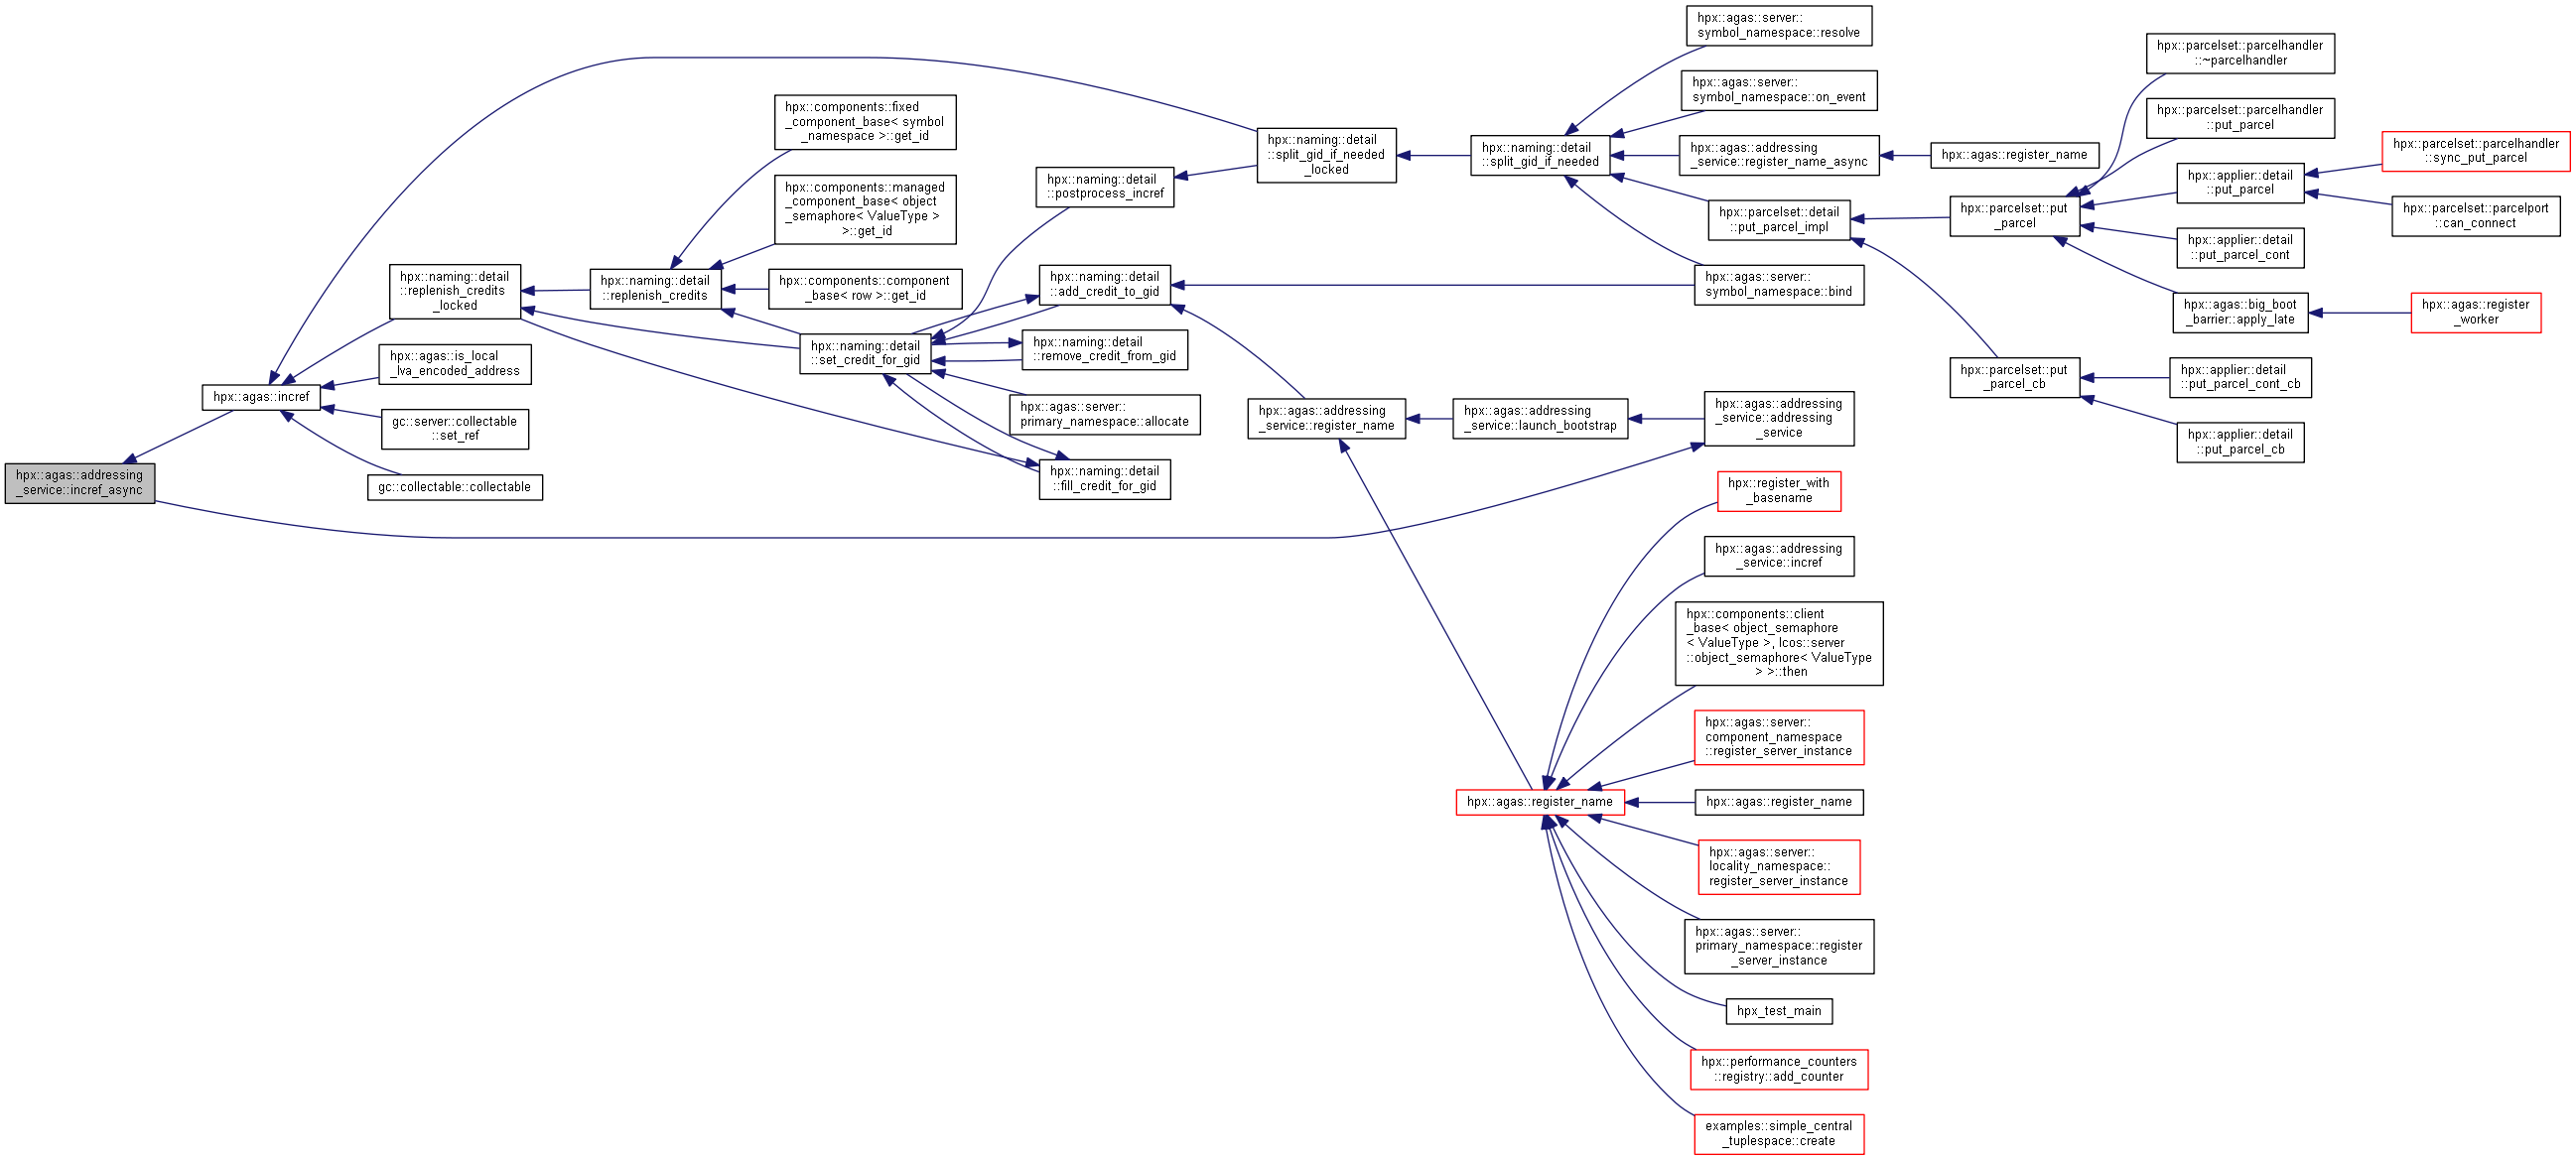 hpx::agas::addressing
_service::incref_async
hpx::agas::incref
hpx::naming::detail
::replenish_credits
_locked
hpx::agas::is_local
_lva_encoded_address
gc::server::collectable
::set_ref
gc::collectable::collectable
hpx::naming::detail
::replenish_credits
hpx::components::fixed
_component_base< symbol
_namespace >::get_id
hpx::components::managed
_component_base< object
_semaphore< ValueType >
>::get_id
hpx::components::component
_base< row >::get_id
hpx::naming::detail
::set_credit_for_gid
hpx::naming::detail
::postprocess_incref
hpx::naming::detail
::add_credit_to_gid
hpx::naming::detail
::remove_credit_from_gid
hpx::agas::server::
primary_namespace::allocate
hpx::naming::detail
::fill_credit_for_gid
hpx::naming::detail
::split_gid_if_needed
_locked
hpx::agas::addressing
_service::register_name
hpx::naming::detail
::split_gid_if_needed
hpx::agas::addressing
_service::launch_bootstrap
hpx::agas::register_name
hpx::agas::server::
symbol_namespace::resolve
hpx::agas::server::
symbol_namespace::on_event
hpx::agas::addressing
_service::register_name_async
hpx::parcelset::detail
::put_parcel_impl
hpx::agas::server::
symbol_namespace::bind
hpx::agas::addressing
_service::addressing
_service
hpx::register_with
_basename
hpx::agas::addressing
_service::incref
hpx::components::client
_base< object_semaphore
< ValueType >, lcos::server
::object_semaphore< ValueType
> >::then
hpx::agas::server::
component_namespace
::register_server_instance
hpx::agas::register_name
hpx::agas::server::
locality_namespace::
register_server_instance
hpx::agas::server::
primary_namespace::register
_server_instance
hpx_test_main
hpx::performance_counters
::registry::add_counter
examples::simple_central
_tuplespace::create
hpx::agas::register_name
hpx::parcelset::put
_parcel
hpx::parcelset::put
_parcel_cb
hpx::parcelset::parcelhandler
::~parcelhandler
hpx::parcelset::parcelhandler
::put_parcel
hpx::applier::detail
::put_parcel
hpx::applier::detail
::put_parcel_cont
hpx::agas::big_boot
_barrier::apply_late
hpx::applier::detail
::put_parcel_cont_cb
hpx::applier::detail
::put_parcel_cb
hpx::parcelset::parcelhandler
::sync_put_parcel
hpx::parcelset::parcelport
::can_connect
hpx::agas::register
_worker